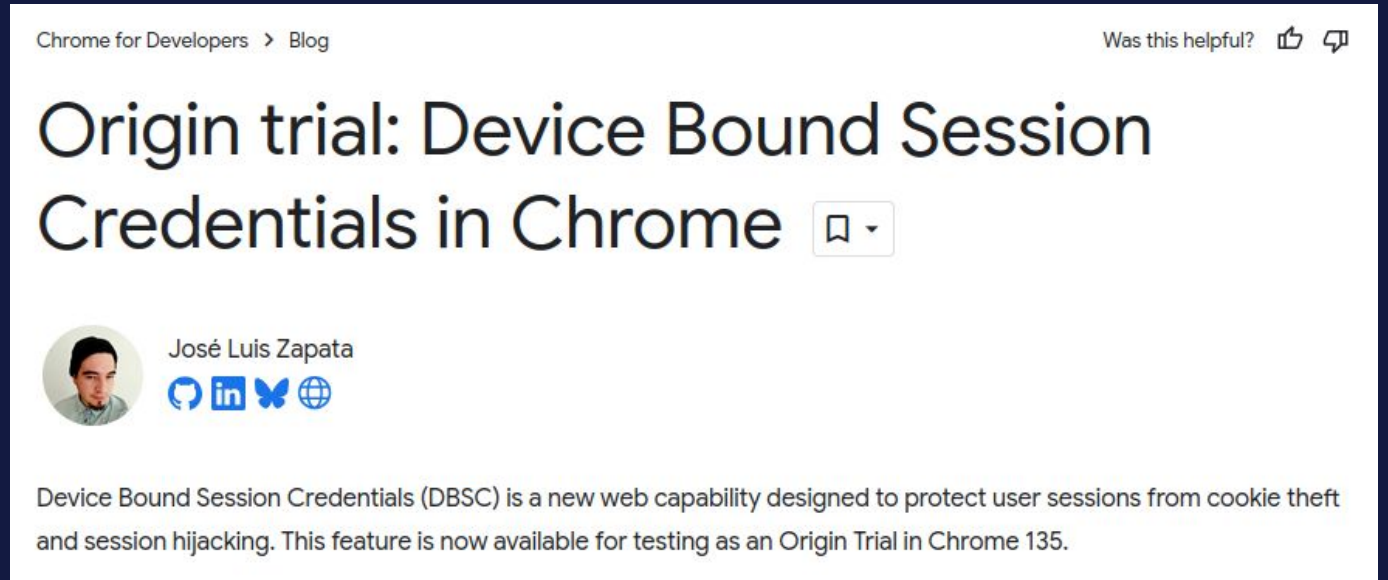 Chrome for Developers > Blog
Was this helpful?
Origin trial: Device Bound Session
Credentials in Chrome
José Luis Zapata
in
Device Bound Session Credentials (DBSC) is a new web capability designed to protect user sessions from cookie theft
and session hijacking. This feature is now available for testing as an Origin Trial in Chrome 135.